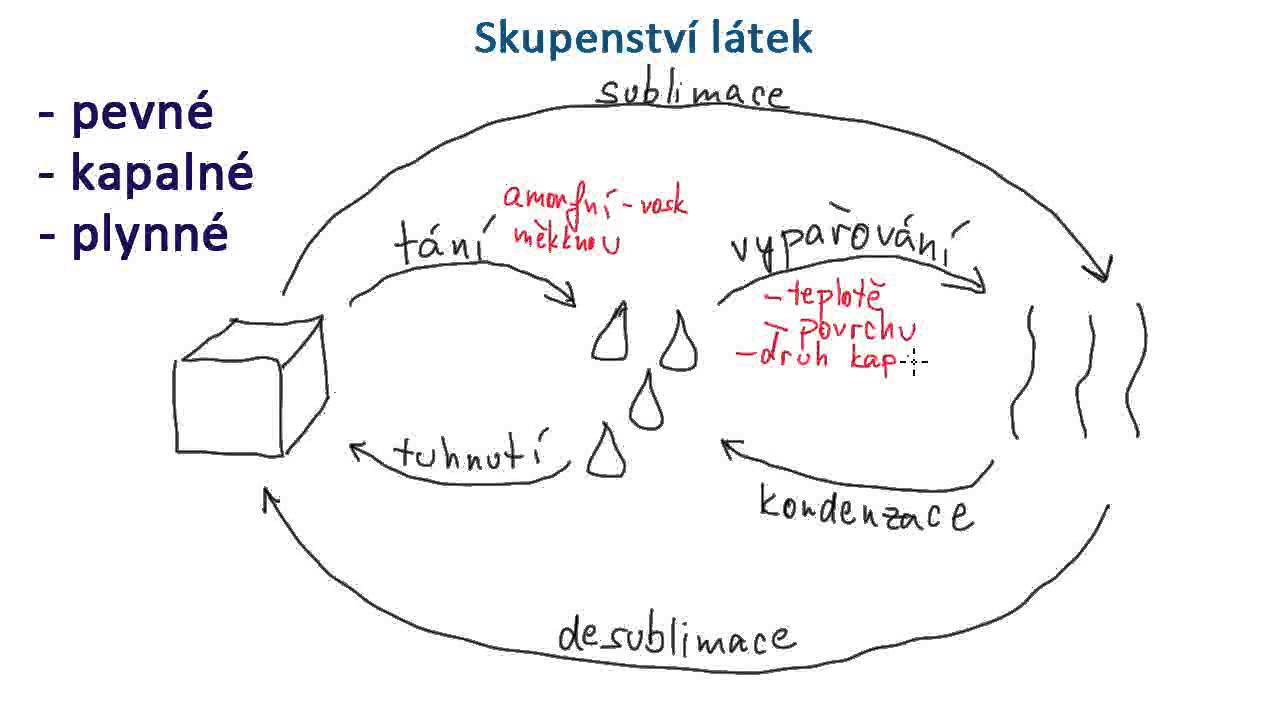 Skupenství látek
- pevné
- kapalné
- plynné
sublimace
tání
amorfní - vosk
měknou
vypařování
- teplotě
- povrchu
- druh kap
tuhnutí
kondenzace
desublimace